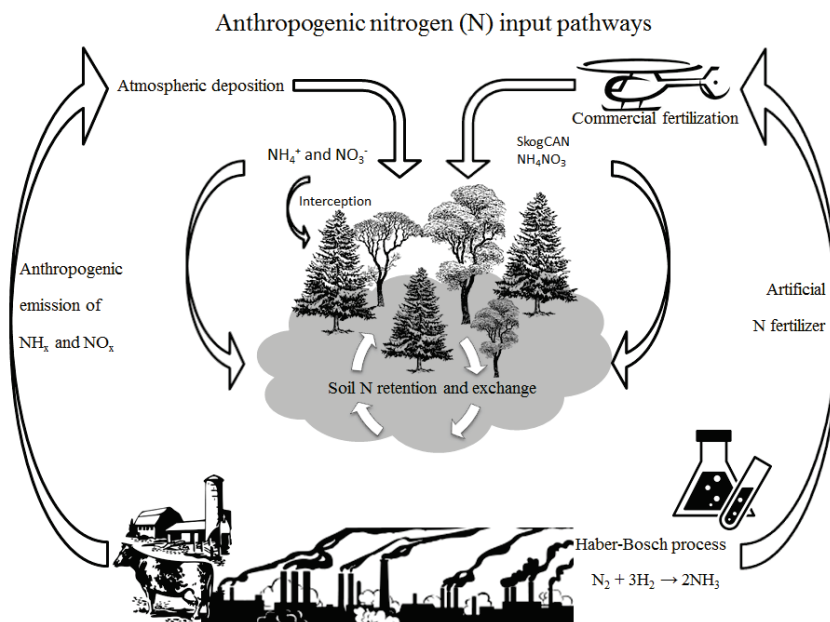 Anthropogenic nitrogen (N) input pathways
Atmospheric deposition
Commercial fertilization
NH₄⁺ and NO₃⁻
SkogCAN
NH₄NO₃
Interception
Anthropogenic
emission of
NHₓ and NOₓ
Artificial
N fertilizer
Soil N retention and exchange
Haber-Bosch process
N₂ + 3H₂ → 2NH₃